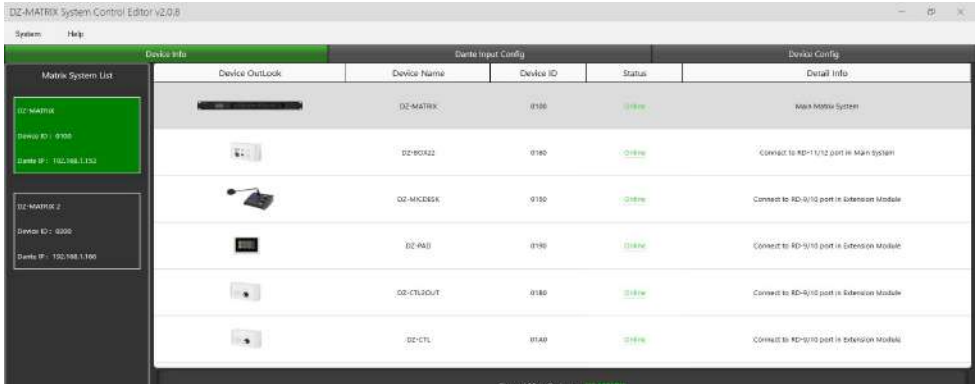 DZ-MATRIX System Control Editor v2.0.8
System Help
Device Info Dante Input Config Device Config
Matrix System List Device OutLook Device Name Device ID Status Detail Info
DZ-MATRIX
Device ID : 0100
Dante IP : 192.168.1.152
DZ-MATRIX 2
Device ID : 0200
Dante IP : 192.168.1.166
DZ-MATRIX 0100 Online Main Matrix System
DZ-BOX22 0160 Online Connect to RD-11/12 port in Main System
DZ-MICDESK 0150 Online Connect to RD-9/10 port in Extension Module
DZ-PAD 0190 Online Connect to RD-9/10 port in Extension Module
DZ-CTL2OUT 0180 Online Connect to RD-9/10 port in Extension Module
DZ-CTL 01A0 Online Connect to RD-9/10 port in Extension Module